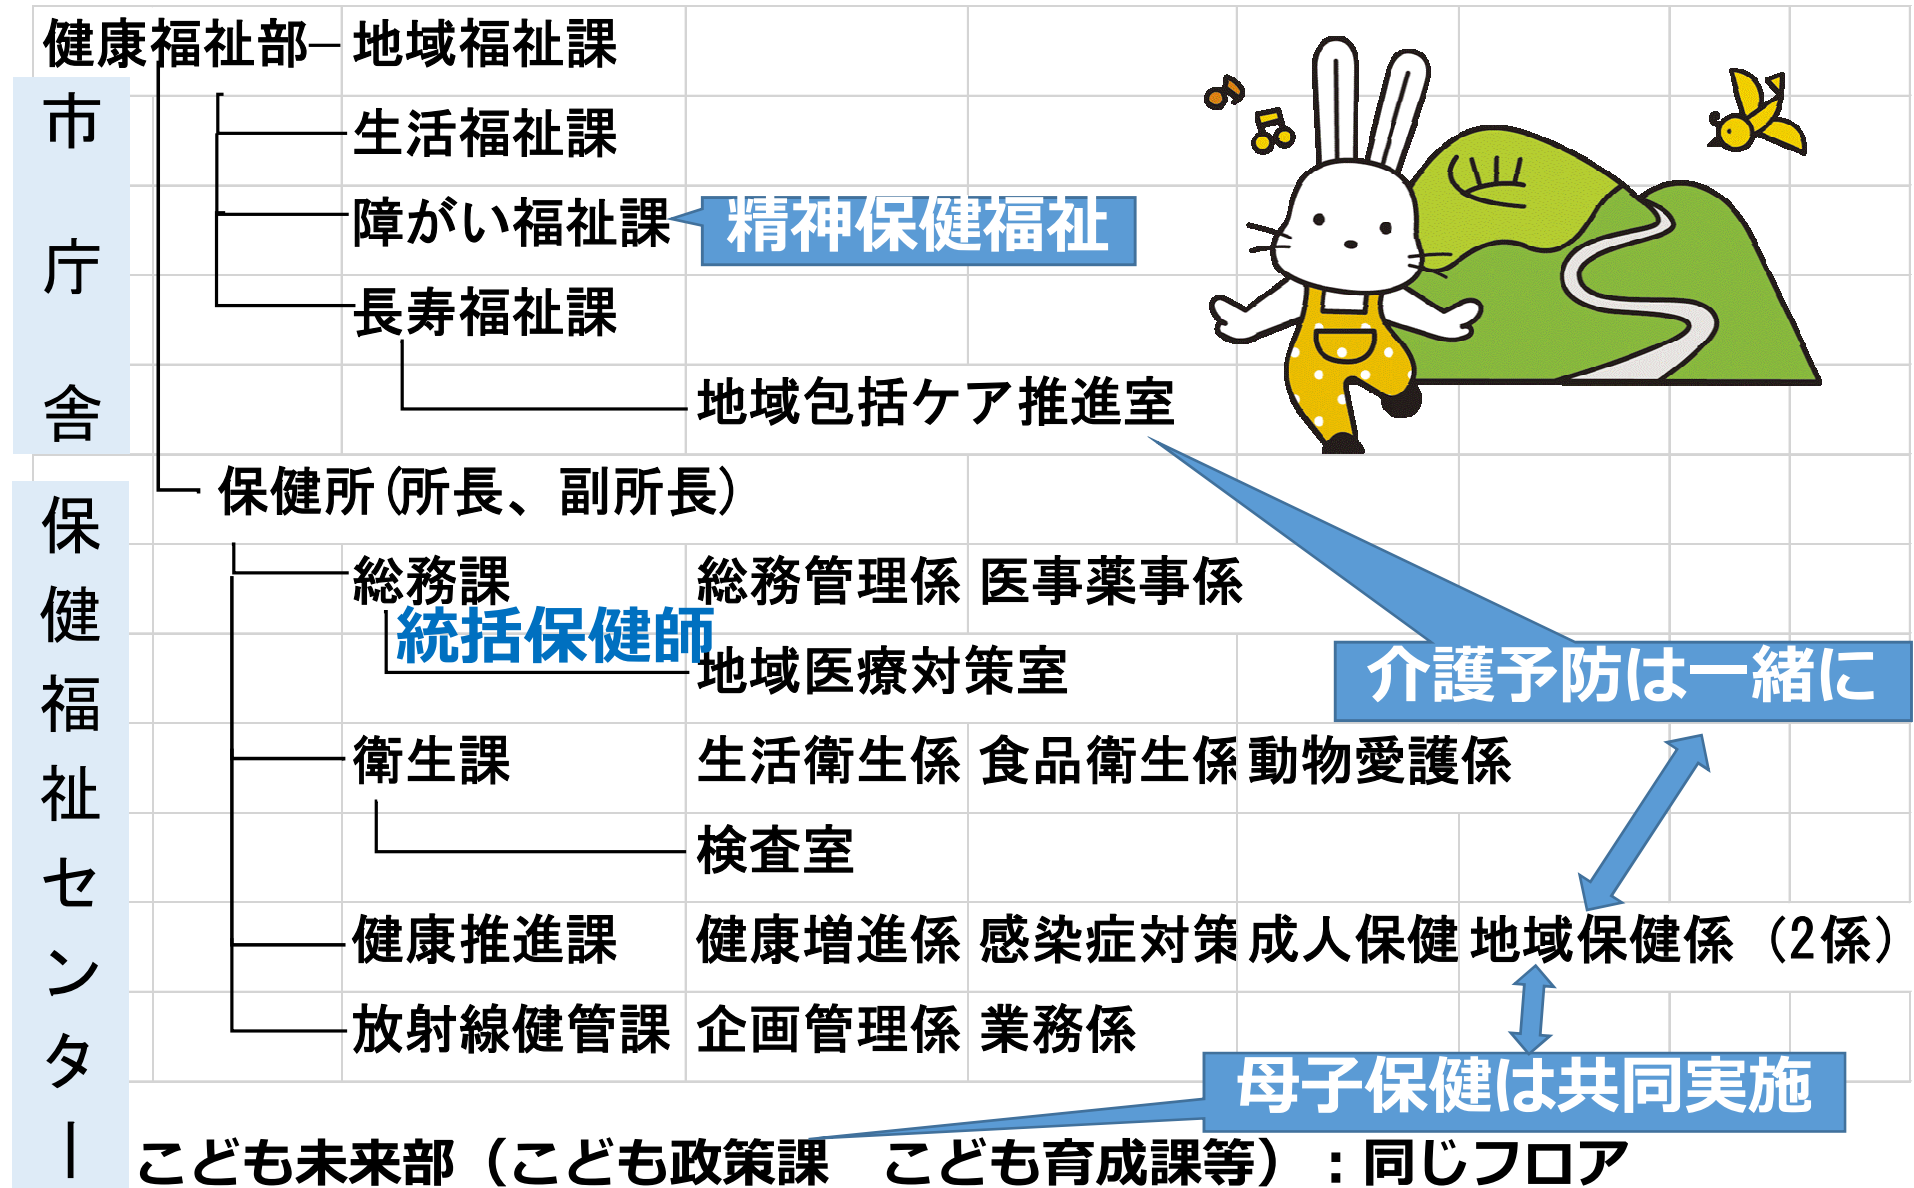 健康福祉部 地域福祉課
市庁舎
生活福祉課
障がい福祉課 精神保健福祉
長寿福祉課
地域包括ケア推進室
保健福祉センター
保健所(所長、副所長)
総務課 総務管理係 医事薬事係
統括保健師
地域医療対策室
介護予防は一緒に
衛生課 生活衛生係 食品衛生係 動物愛護係
検査室
健康推進課 健康増進係 感染症対策 成人保健 地域保健係（2係）
放射線健管課 企画管理係 業務係
母子保健は共同実施
こども未来部（こども政策課　こども育成課等）：同じフロア